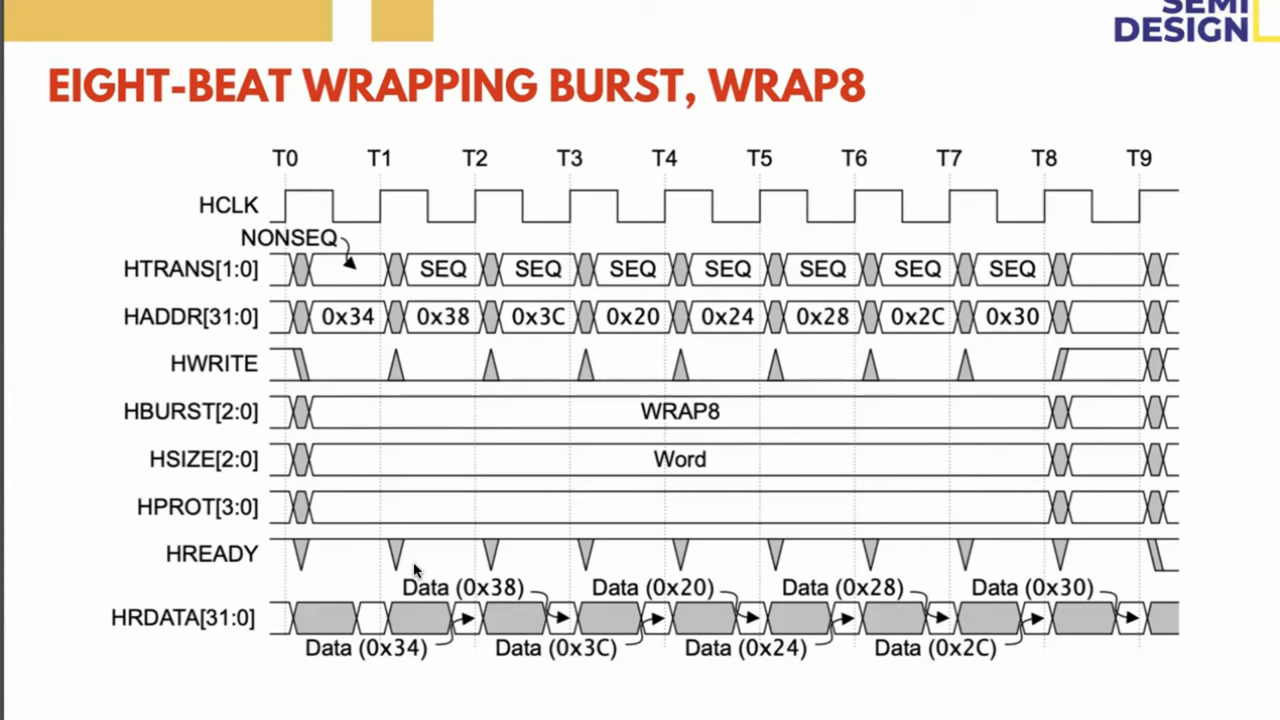 SEMI
DESIGN
EIGHT-BEAT WRAPPING BURST, WRAP8
T0 T1 T2 T3 T4 T5 T6 T7 T8 T9
HCLK
NONSEQ
HTRANS[1:0] SEQ SEQ SEQ SEQ SEQ SEQ SEQ
HADDR[31:0] 0x34 0x38 0x3C 0x20 0x24 0x28 0x2C 0x30
HWRITE
HBURST[2:0] WRAP8
HSIZE[2:0] Word
HPROT[3:0]
HREADY
Data (0x38) Data (0x20) Data (0x28) Data (0x30)
HRDATA[31:0]
Data (0x34) Data (0x3C) Data (0x24) Data (0x2C)